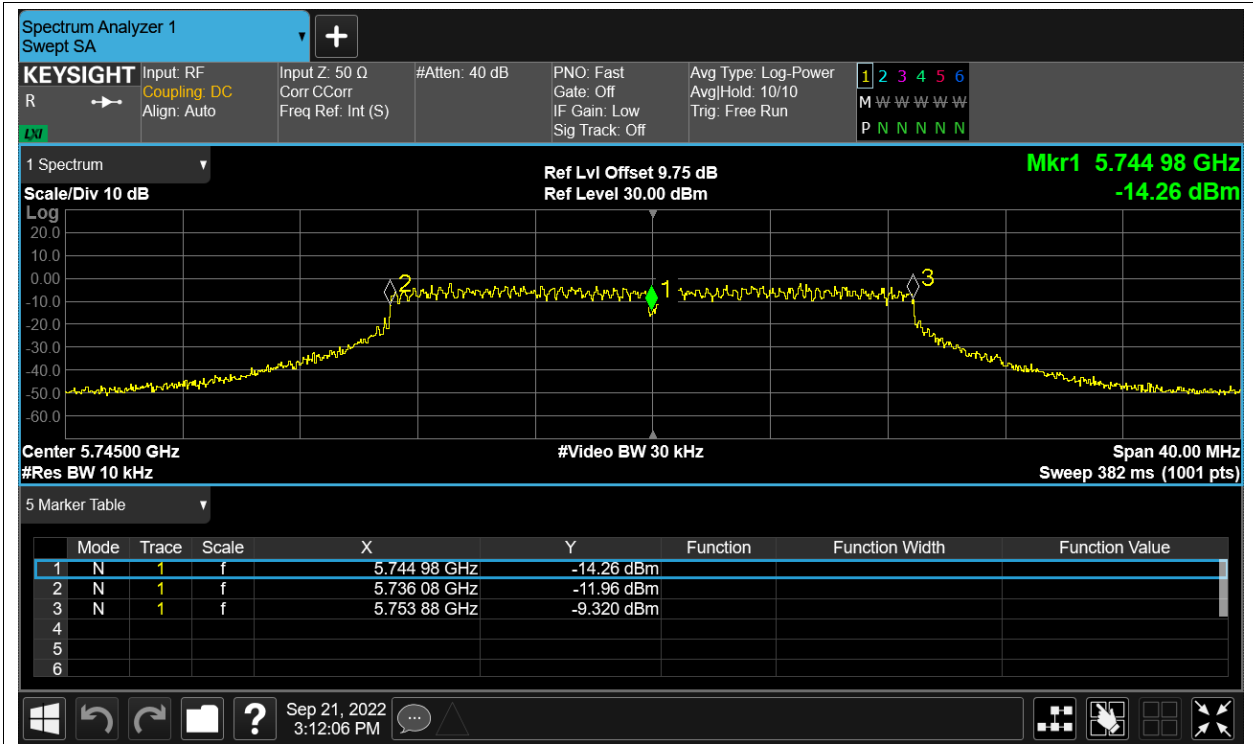 Spectrum Analyzer 1
Swept SA
KEYSIGHT
R
LXI
Input: RF
Coupling: DC
Align: Auto
Input Z: 50 Ω
Corr CCorr
Freq Ref: Int (S)
#Atten: 40 dB
PNO: Fast
Gate: Off
IF Gain: Low
Sig Track: Off
Avg Type: Log-Power
Avg|Hold: 10/10
Trig: Free Run
1 2 3 4 5 6
M W W W W W
P N N N N N
1 Spectrum
Scale/Div 10 dB
Ref Lvl Offset 9.75 dB
Ref Level 30.00 dBm
Mkr1 5.744 98 GHz
-14.26 dBm
Log
20.0
10.0
0.00
-10.0
-20.0
-30.0
-40.0
-50.0
-60.0
2
1
3
Center 5.74500 GHz
#Video BW 30 kHz
Span 40.00 MHz
#Res BW 10 kHz
Sweep 382 ms (1001 pts)
5 Marker Table
Mode Trace Scale X Y Function Function Width Function Value
1 N 1 f 5.744 98 GHz -14.26 dBm
2 N 1 f 5.736 08 GHz -11.96 dBm
3 N 1 f 5.753 88 GHz -9.320 dBm
4
5
6
?
Sep 21, 2022
3:12:06 PM